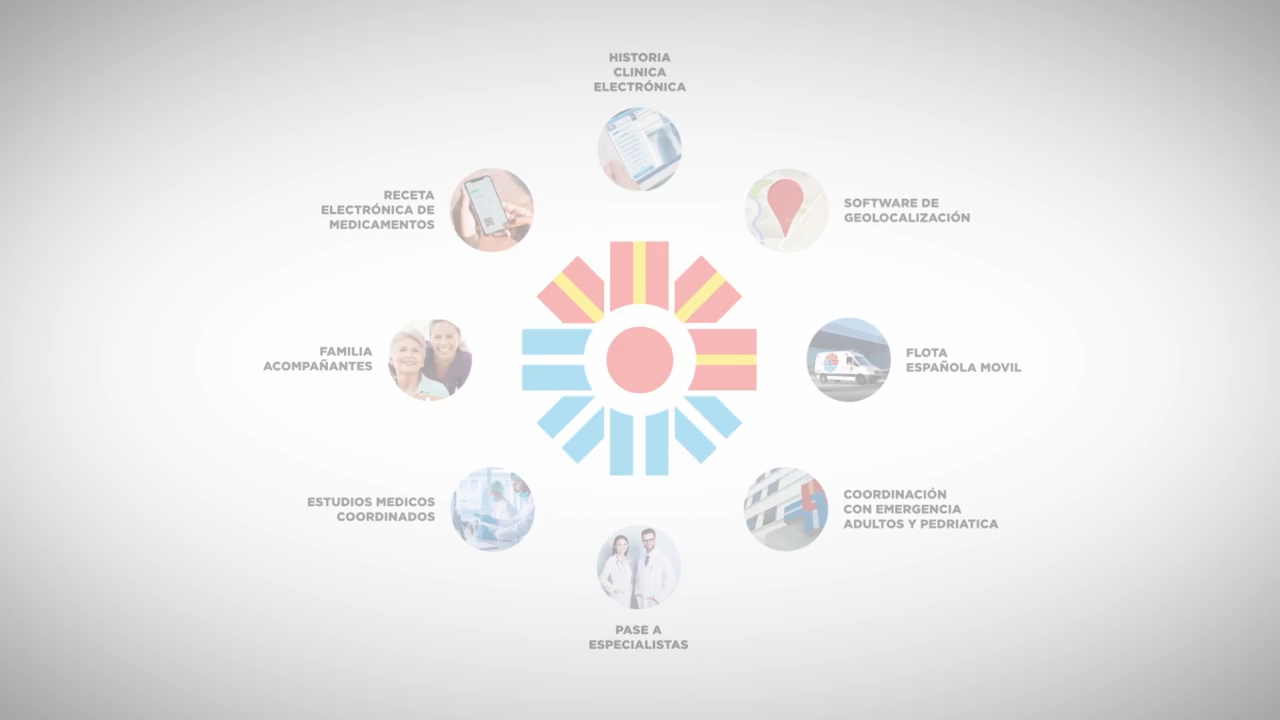 HISTORIA
CLINICA
ELECTRÓNICA
RECETA
ELECTRÓNICA DE
MEDICAMENTOS
SOFTWARE DE
GEOLOCALIZACIÓN
FAMILIA
ACOMPAÑANTES
FLOTA
ESPAÑOLA MOVIL
ESTUDIOS MEDICOS
COORDINADOS
COORDINACIÓN
CON EMERGENCIA
ADULTOS Y PEDRIATICA
PASE A
ESPECIALISTAS